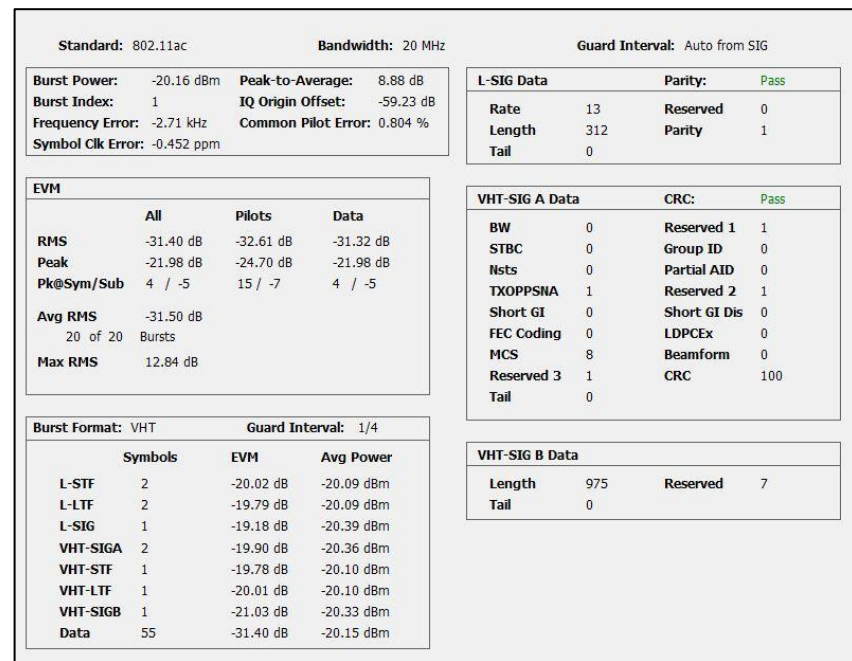 Standard: 802.11ac Bandwidth: 20 MHz Guard Interval: Auto from SIG
Burst Power: -20.16 dBm Peak-to-Average: 8.88 dB
Burst Index: 1 IQ Origin Offset: -59.23 dB
Frequency Error: -2.71 kHz Common Pilot Error: 0.804 %
Symbol Clk Error: -0.452 ppm
EVM
All Pilots Data
RMS -31.40 dB -32.61 dB -31.32 dB
Peak -21.98 dB -24.70 dB -21.98 dB
Pk@Sym/Sub 4 / -5 15 / -7 4 / -5
Avg RMS -31.50 dB
20 of 20 Bursts
Max RMS 12.84 dB
Burst Format: VHT Guard Interval: 1/4
Symbols EVM Avg Power
L-STF 2 -20.02 dB -20.09 dBm
L-LTF 2 -19.79 dB -20.09 dBm
L-SIG 1 -19.18 dB -20.39 dBm
VHT-SIGA 2 -19.90 dB -20.36 dBm
VHT-STF 1 -19.78 dB -20.10 dBm
VHT-LTF 1 -20.01 dB -20.10 dBm
VHT-SIGB 1 -21.03 dB -20.33 dBm
Data 55 -31.40 dB -20.15 dBm
L-SIG Data Parity: Pass
Rate 13 Reserved 0
Length 312 Parity 1
Tail 0
VHT-SIG A Data CRC: Pass
BW 0 Reserved 1 1
STBC 0 Group ID 0
Nsts 0 Partial AID 0
TXOPPSNA 1 Reserved 2 1
Short GI 0 Short GI Dis 0
FEC Coding 0 LDPCEx 0
MCS 8 Beamform 0
Reserved 3 1 CRC 100
Tail 0
VHT-SIG B Data
Length 975 Reserved 7
Tail 0